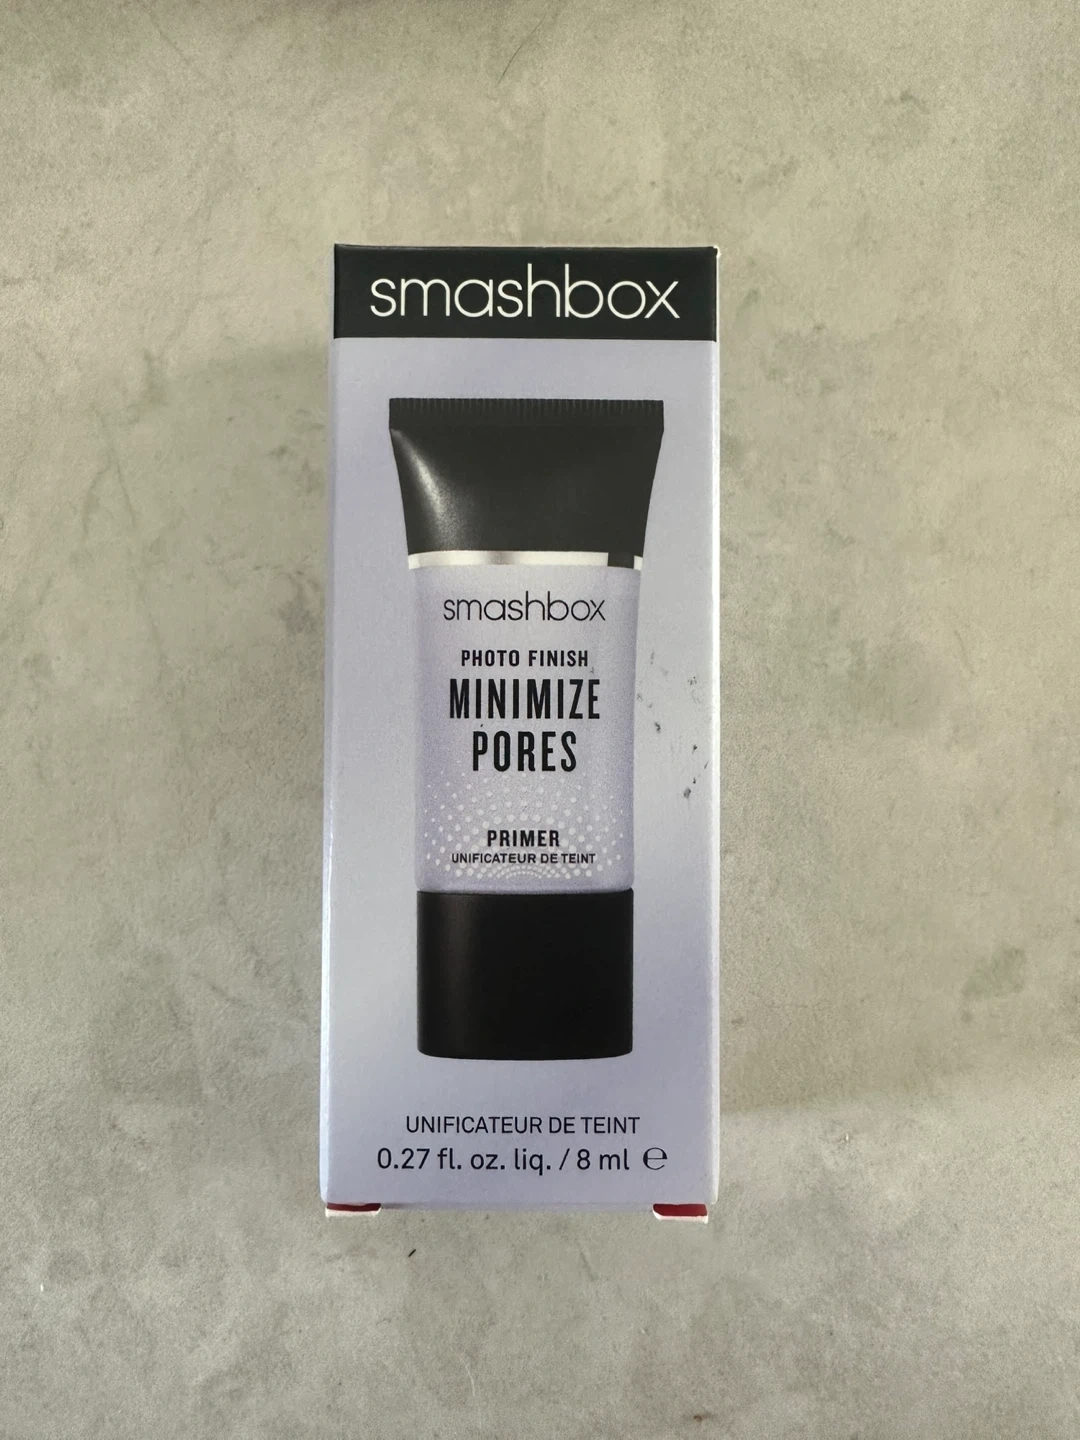 smashbox
smashbox
PHOTO FINISH
MINIMIZE
PORES
PRIMER
UNIFICATEUR DE TEINT
UNIFICATEUR DE TEINT
0.27 fl. oz. liq. / 8 ml ℮